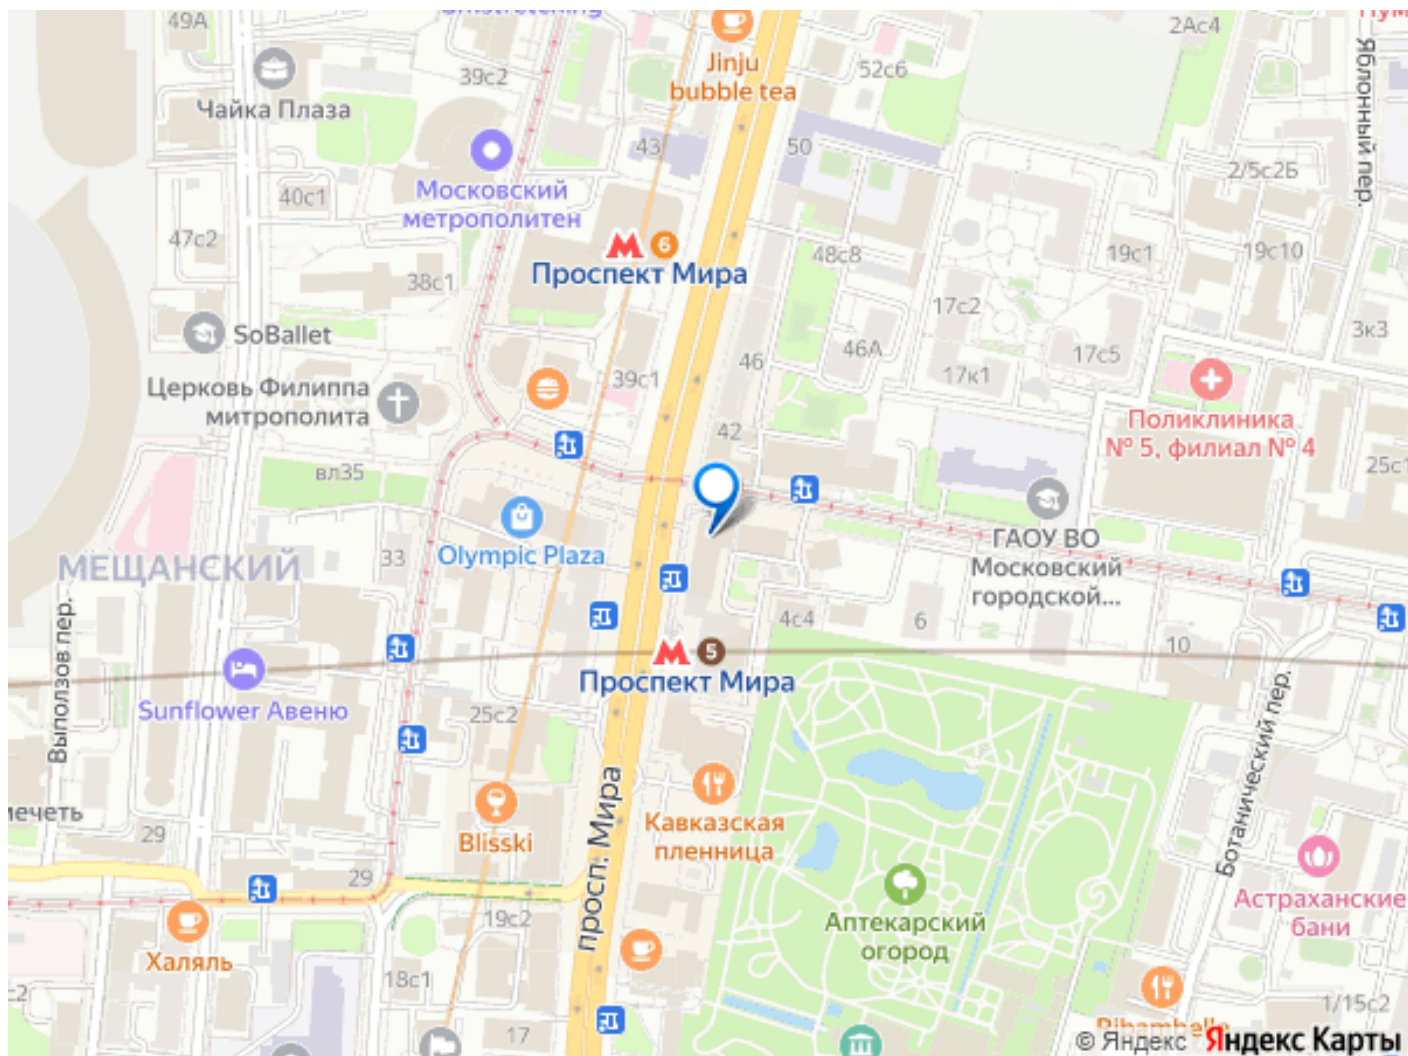 49А
2Ас4
39с2
Jinju
bubble tea
52с6
Яблонный пер.
Чайка Плаза
43
50
2/5с2Б
Московский
метрополитен
40с1
47с2
6
Проспект Мира
48с8
19с1
19с10
38с1
17с2
SoBallet
3к3
46
46А
17с5
39с1
17к1
Церковь Филиппа
митрополита
Поликлиника
№ 5, филиал № 4
42
вл35
25с1
Olympic Plaza
ГАОУ ВО
Московский
городской...
МЕЩАНСКИЙ
33
4с4
6
10
5
Проспект Мира
Выползов пер.
Sunflower Авеню
25с2
Ботанический пер.
просп. Мира
Кавказская
пленница
Blisski
мечеть
29
29
Астраханские
бани
Аптекарский
огород
19с2
Халяль
18с1
17
1/15с2
© Яндекс Яндекс Карты